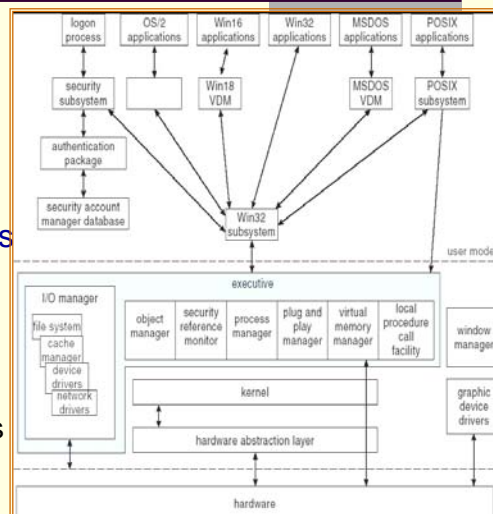 logon process
OS/2 applications
Win16 applications
Win32 applications
MSDOS applications
POSIX applications
security subsystem
Win18 VDM
MSDOS VDM
POSIX subsystem
authentication package
security account manager database
Win32 subsystem
s
user mode
executive
I/O manager
file system
cache manager
device drivers
network drivers
object manager
security reference monitor
process manager
plug and play manager
virtual memory manager
local procedure call facility
window manager
kernel
graphic device drivers
s
hardware abstraction layer
hardware